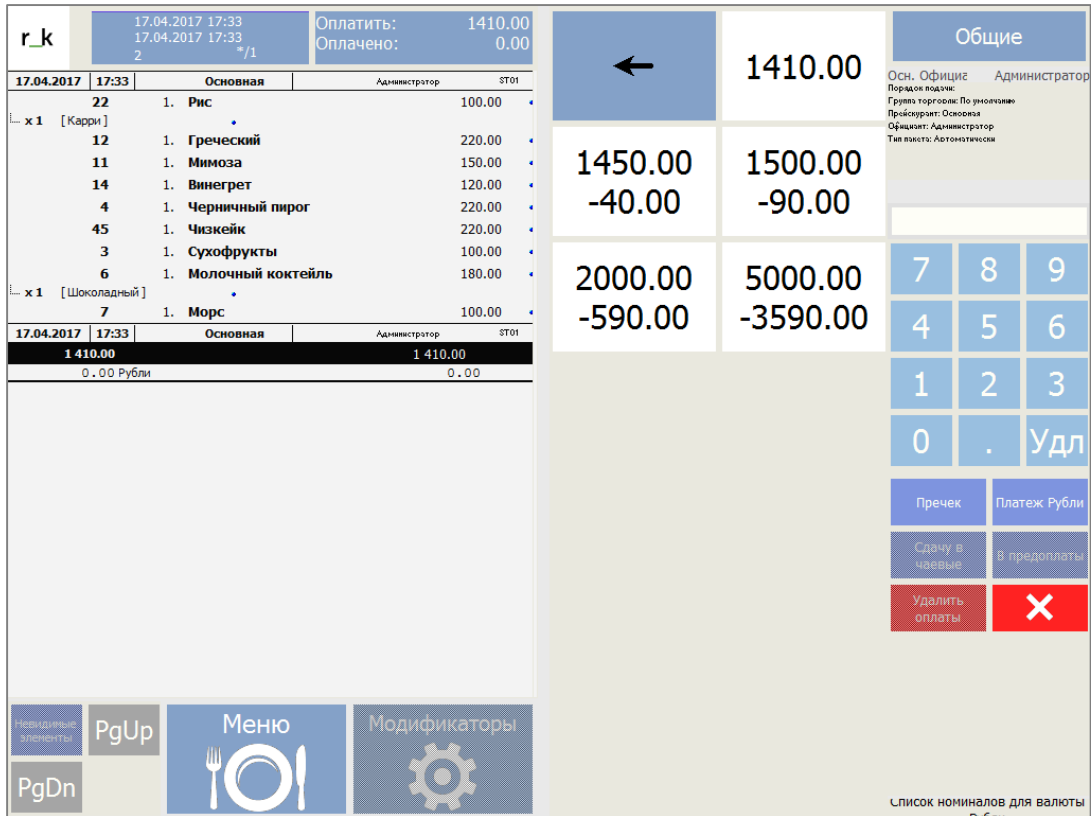 r_k
17.04.2017 17:33
17.04.2017 17:33
2 */1
Оплатить: 1410.00
Оплачено: 0.00
17.04.2017 17:33 Основная Администратор ST01
22 1. Рис 100.00
x 1 [Карри]
12 1. Греческий 220.00
11 1. Мимоза 150.00
14 1. Винегрет 120.00
4 1. Черничный пирог 220.00
45 1. Чизкейк 220.00
3 1. Сухофрукты 100.00
6 1. Молочный коктейль 180.00
x 1 [Шоколадный]
7 1. Морс 100.00
17.04.2017 17:33 Основная Администратор ST01
1 410.00 1 410.00
0.00 Рубли 0.00
Невидимые
элементы
PgUp
Меню
Модификаторы
PgDn
1410.00
1450.00
-40.00
1500.00
-90.00
2000.00
-590.00
5000.00
-3590.00
Общие
Осн. Официа Администратор
Порядок подачи:
Группа торговли: По умолчанию
Прейскурант: Основная
Официант: Администратор
Тип пакета: Автоматически
7 8 9
4 5 6
1 2 3
0 . Удл
Пречек
Платеж Рубли
Сдачу в
чаевые
В предоплаты
Удалить
оплаты
Список номиналов для валюты